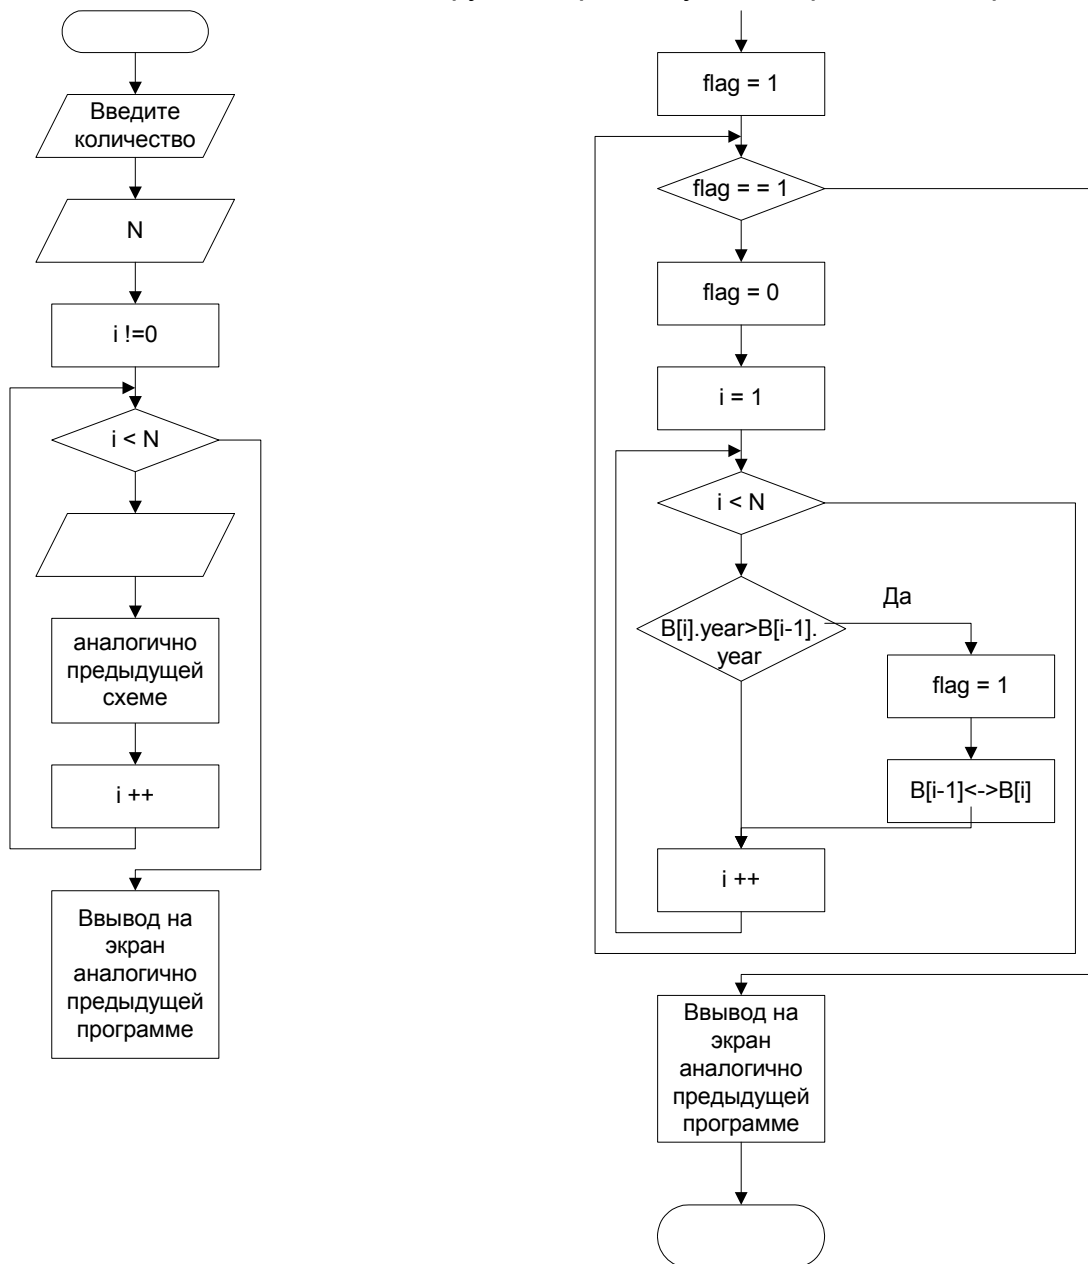 Введите
количество
N
i !=0
i < N
аналогично
предыдущей
схеме
i ++
Ввывод на
экран
аналогично
предыдущей
программе
flag = 1
flag = = 1
flag = 0
i = 1
i < N
B[i].year>B[i-1].
year
Да
flag = 1
B[i-1]<->B[i]
i ++
Ввывод на
экран
аналогично
предыдущей
программе